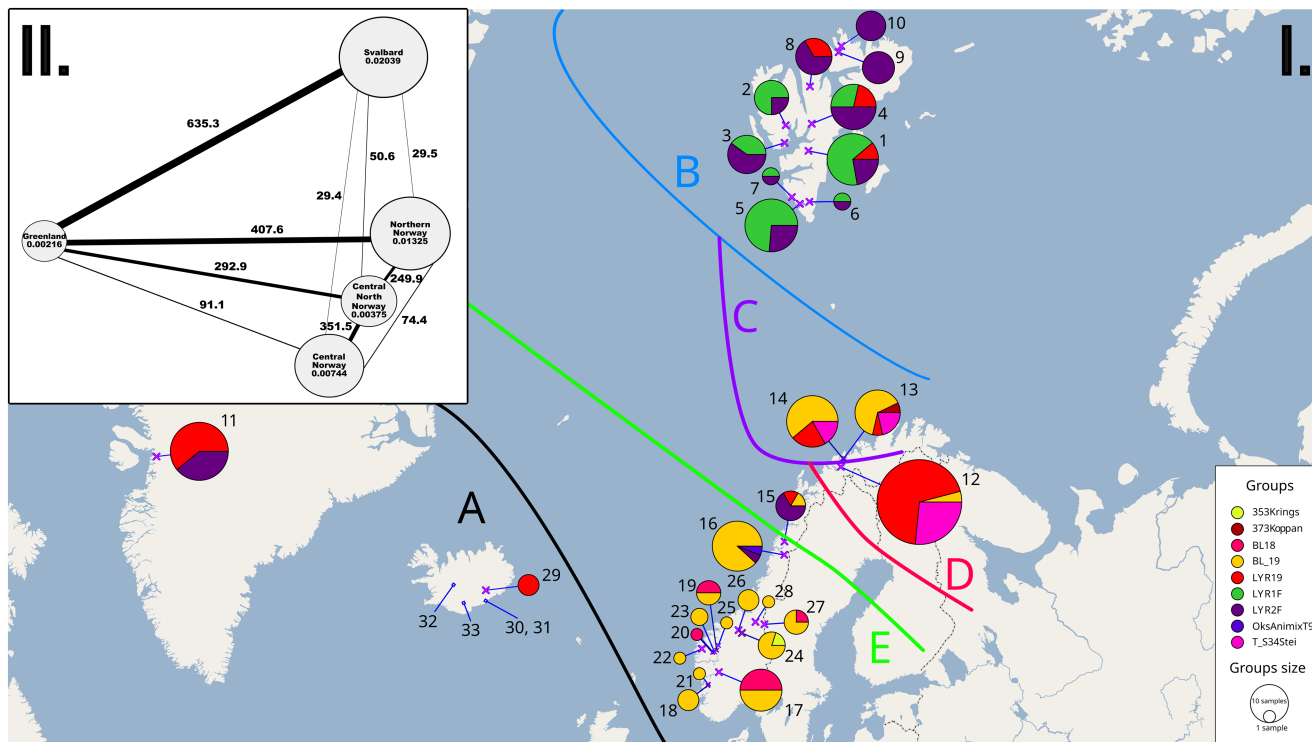 II.
Svalbard
0.02039
635.3
50.6
29.5
29.4
Greenland
0.00216
407.6
Northern
Norway
0.01325
292.9
249.9
Central
North
Norway
0.00375
91.1
351.5
74.4
Central
Norway
0.00744
I.
10
8
9
2
4
3
1
7
6
5
B
C
14
13
11
12
15
A
16
D
29
32
33
30, 31
26
19
25
28
27
23
20
22
24
21
18
17
E
Groups
353Krings
373Koppan
BL18
BL_19
LYR19
LYR1F
LYR2F
OksAnimixT9
T_S34Stei
Groups size
10 samples
1 sample